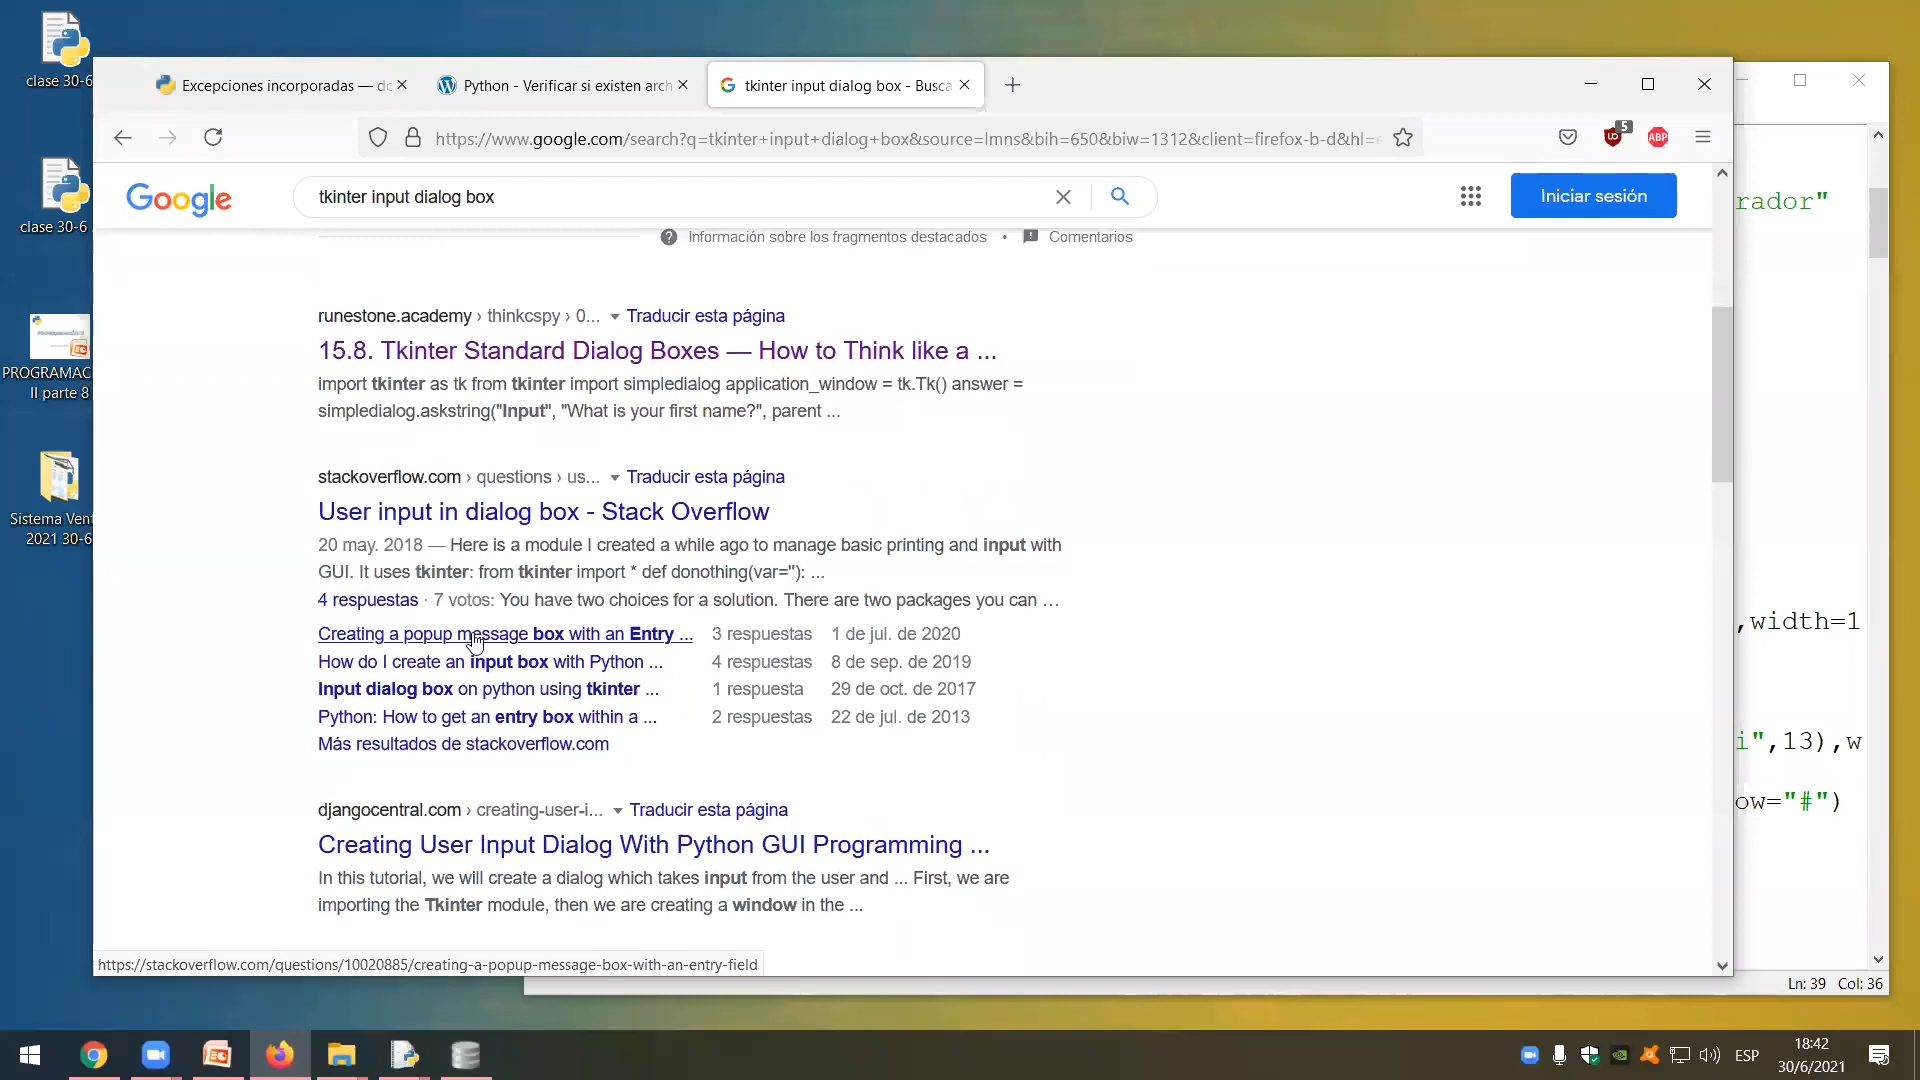 clase 30-6
clase 30-6
PROGRAMAC
II parte 8
Sistema Vent
2021 30-6
Excepciones incorporadas — do
Python - Verificar si existen arch
tkinter input dialog box - Busca
https://www.google.com/search?q=tkinter+input+dialog+box&source=lmns&bih=650&biw=1312&client=firefox-b-d&hl=e
5
ABP
Google
tkinter input dialog box
Iniciar sesión
Información sobre los fragmentos destacados • Comentarios
runestone.academy › thinkcspy › 0... Traducir esta página
15.8. Tkinter Standard Dialog Boxes — How to Think like a ...
import tkinter as tk from tkinter import simpledialog application_window = tk.Tk() answer =
simpledialog.askstring("Input", "What is your first name?", parent ...
stackoverflow.com › questions › us... Traducir esta página
User input in dialog box - Stack Overflow
20 may. 2018 — Here is a module I created a while ago to manage basic printing and input with
GUI. It uses tkinter: from tkinter import * def donothing(var=''): ...
4 respuestas · 7 votos: You have two choices for a solution. There are two packages you can …
Creating a popup message box with an Entry ... 3 respuestas 1 de jul. de 2020
How do I create an input box with Python ... 4 respuestas 8 de sep. de 2019
Input dialog box on python using tkinter ... 1 respuesta 29 de oct. de 2017
Python: How to get an entry box within a ... 2 respuestas 22 de jul. de 2013
Más resultados de stackoverflow.com
djangocentral.com › creating-user-i... Traducir esta página
Creating User Input Dialog With Python GUI Programming ...
In this tutorial, we will create a dialog which takes input from the user and ... First, we are
importing the Tkinter module, then we are creating a window in the ...
https://stackoverflow.com/questions/10020885/creating-a-popup-message-box-with-an-entry-field
rador"
,width=1
i",13),w
ow="#")
Ln: 39 Col: 36
ESP
18:42
30/6/2021